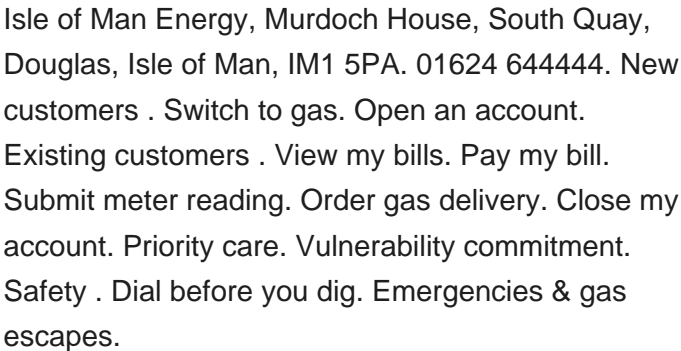 Isle of Man Energy, Murdoch House, South Quay,
Douglas, Isle of Man, IM1 5PA. 01624 644444. New
customers . Switch to gas. Open an account.
Existing customers . View my bills. Pay my bill.
Submit meter reading. Order gas delivery. Close my
account. Priority care. Vulnerability commitment.
Safety . Dial before you dig. Emergencies & gas
escapes.